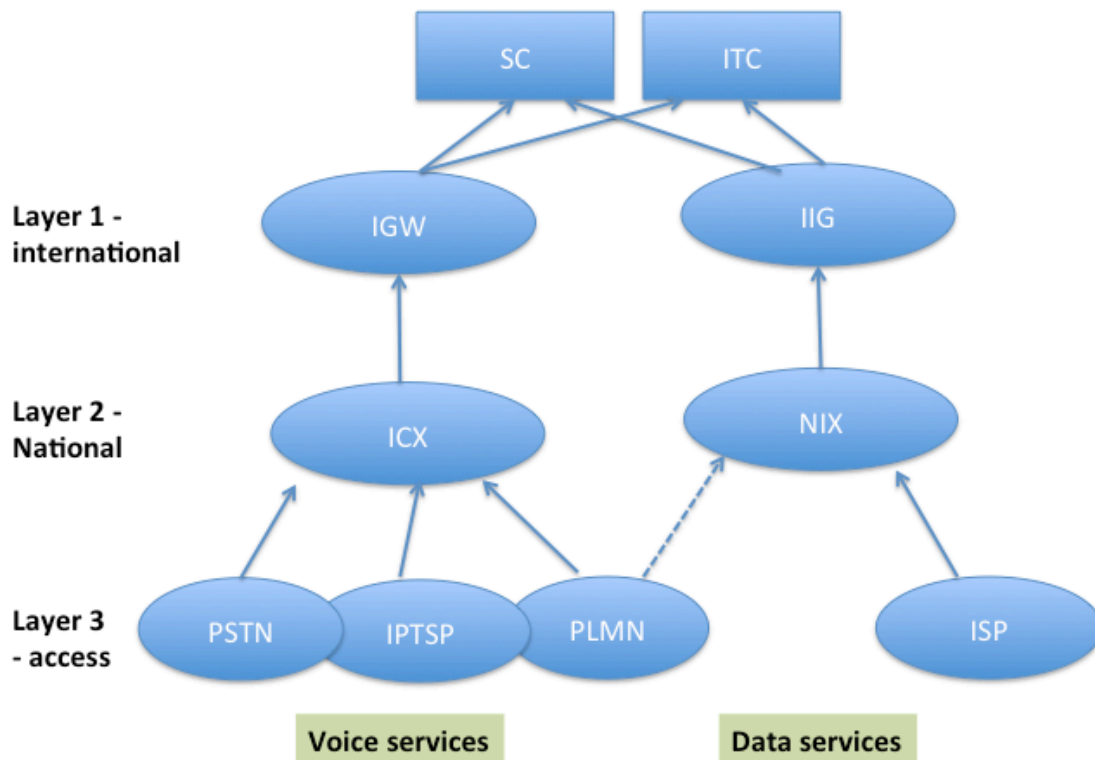 SC
ITC
Layer 1 -
international
IGW
IIG
Layer 2 -
National
ICX
NIX
Layer 3
- access
PSTN
IPTSP
PLMN
ISP
Voice services
Data services